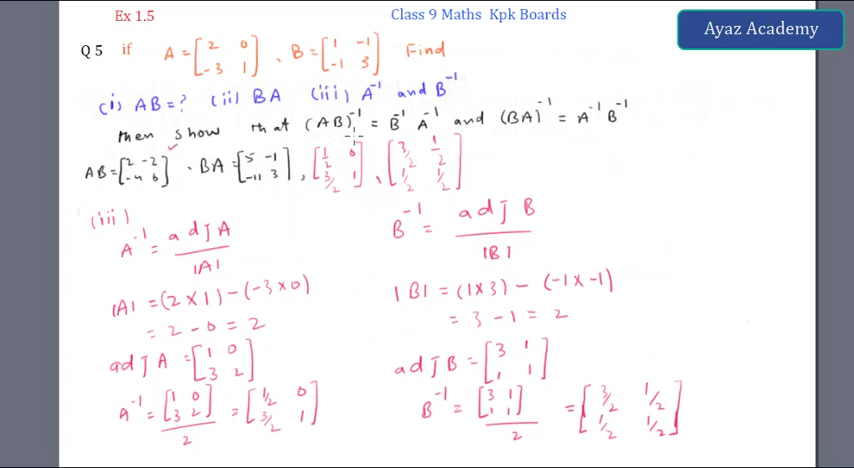 Ex 1.5 Class 9 Maths Kpk Boards Ayaz Academy
Q 5 if A = [2 0; -3 1] , B = [1 -1; -1 3] Find
(i) AB=? (ii) BA (iii) A⁻¹ and B⁻¹
then show that (AB)⁻¹ = B⁻¹ A⁻¹ and (BA)⁻¹ = A⁻¹ B⁻¹
AB = [2 -2; -4 6] , BA = [5 -1; -11 3] , [1/2 0; 3/2 1] , [3/2 1/2; 1/2 1/2]
(iii)
A⁻¹ = adj A / |A|
|A| = (2 × 1) - (-3 × 0)
= 2 - 0 = 2
adj A = [1 0; 3 2]
A⁻¹ = [1 0; 3 2] / 2 = [1/2 0; 3/2 1]
B⁻¹ = adj B / |B|
|B| = (1 × 3) - (-1 × -1)
= 3 - 1 = 2
adj B = [3 1; 1 1]
B⁻¹ = [3 1; 1 1] / 2 = [3/2 1/2; 1/2 1/2]